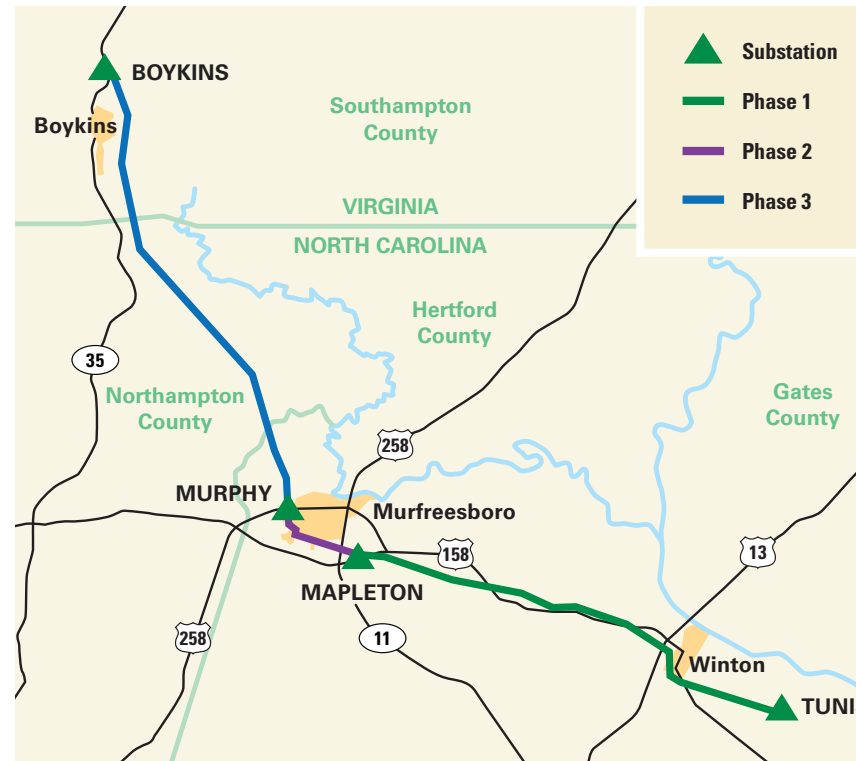 BOYKINS
Boykins
Southampton
County
VIRGINIA
NORTH CAROLINA
Hertford
County
Gates
County
35
Northampton
County
258
MURPHY
Murfreesboro
158
13
MAPLETON
258
11
Winton
TUNI
Substation
Phase 1
Phase 2
Phase 3